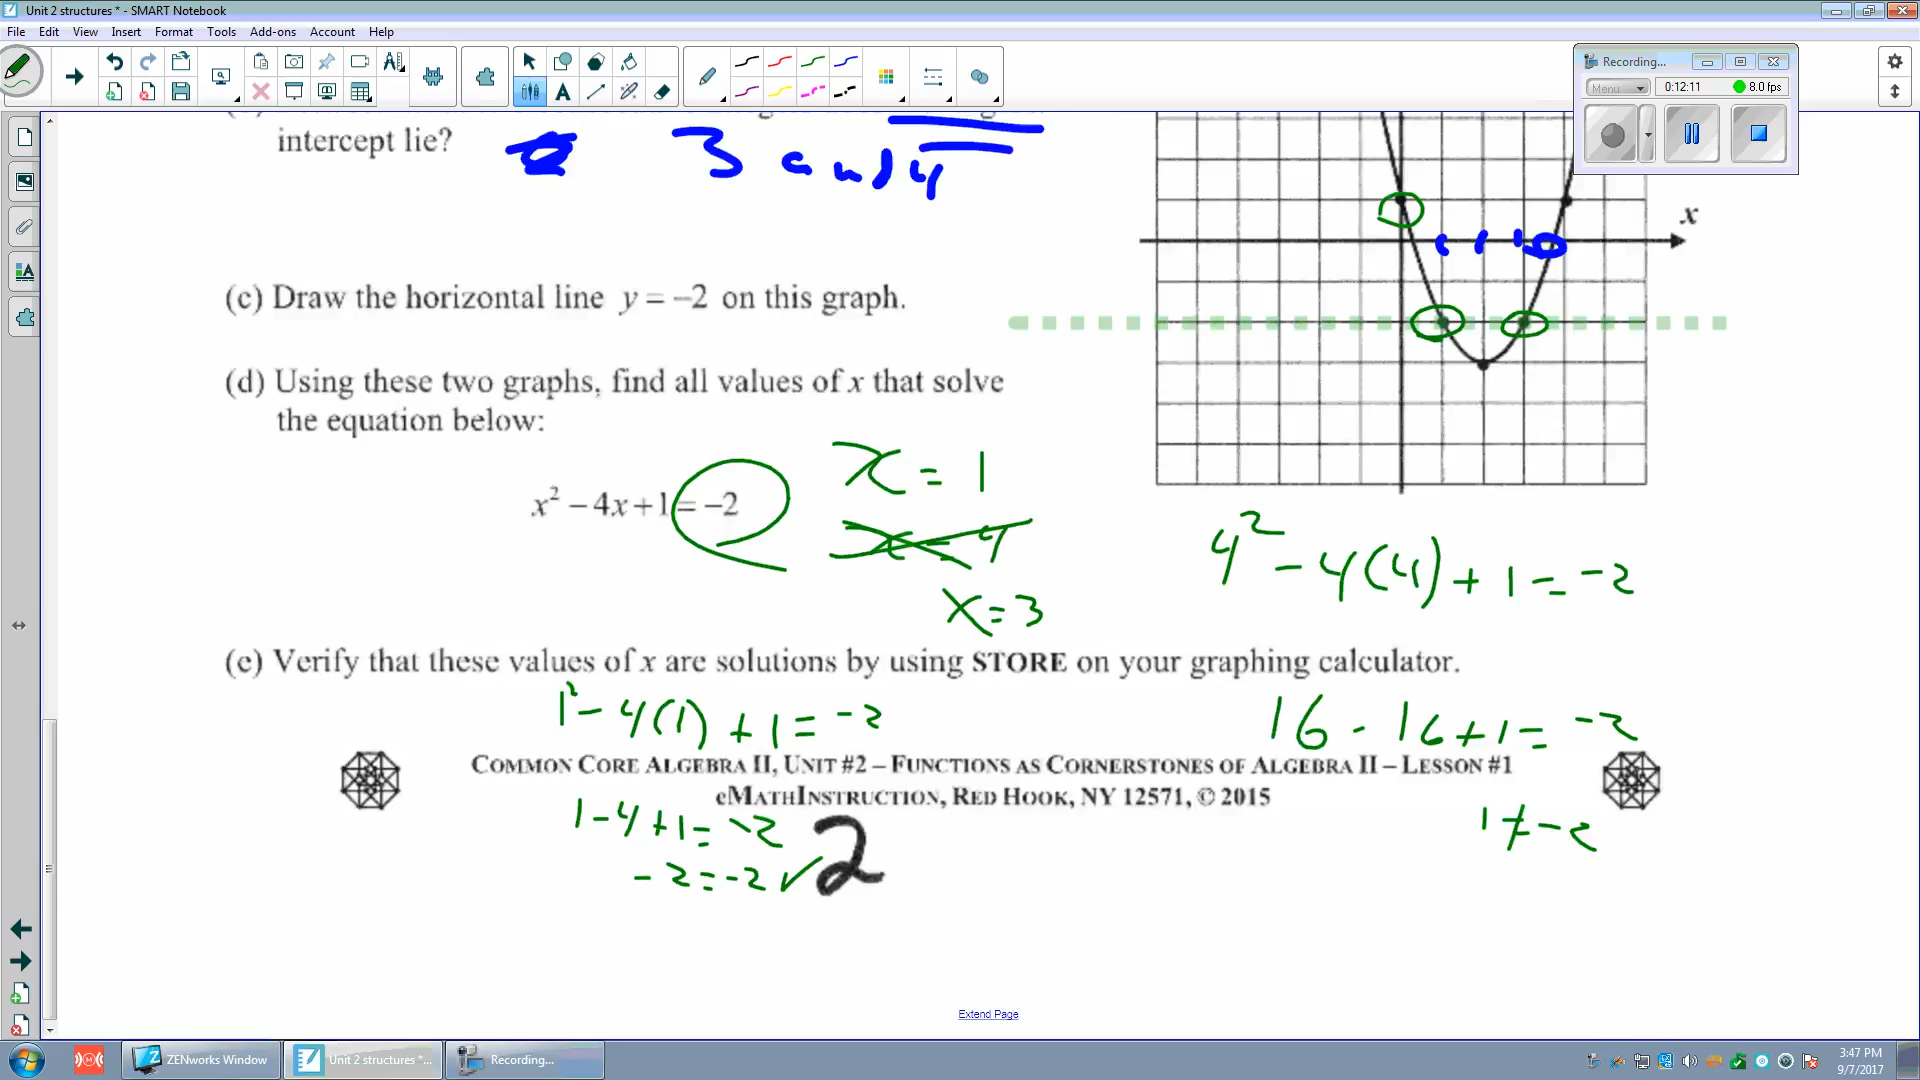 Unit 2 structures * - SMART Notebook
File Edit View Insert Format Tools Add-ons Account Help
Recording...
Menu 0:12:11 8.0 fps
intercept lie? 3 and 4
x
(c) Draw the horizontal line y = −2 on this graph.
(d) Using these two graphs, find all values of x that solve
the equation below:
x² − 4x + 1 = −2
x = 1
x = 4
x = 3
4² - 4(4) + 1 = -2
(e) Verify that these values of x are solutions by using STORE on your graphing calculator.
1² - 4(1) + 1 = -2
16 - 16 + 1 = -2
COMMON CORE ALGEBRA II, UNIT #2 – FUNCTIONS AS CORNERSTONES OF ALGEBRA II – LESSON #1
eMATHINSTRUCTION, RED HOOK, NY 12571, © 2015
1 - 4 + 1 = -2
-2 = -2 ✓
2
1 ≠ -2
Extend Page
ZENworks Window Unit 2 structures *... Recording... 3:47 PM
9/7/2017